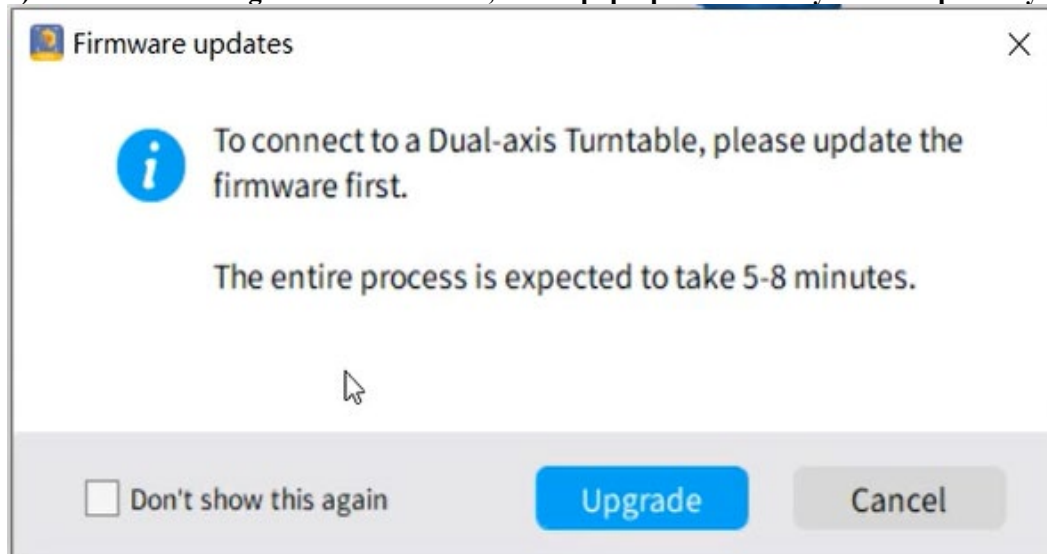 Firmware updates
To connect to a Dual-axis Turntable, please update the
firmware first.
The entire process is expected to take 5-8 minutes.
Don't show this again
Upgrade
Cancel